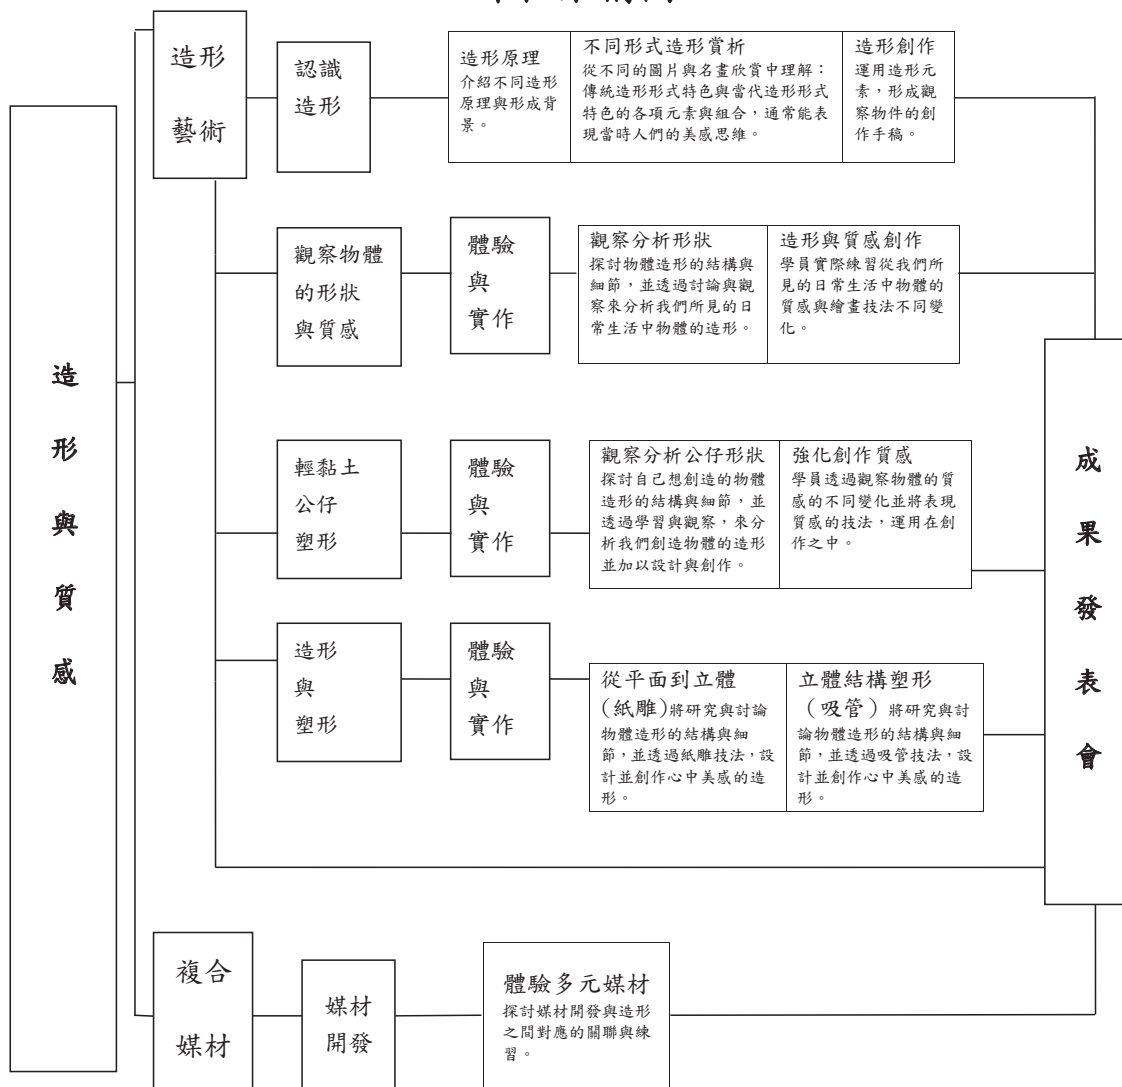 造形與質感
造形
藝術
認識
造形
造形原理
介紹不同造形
原理與形成背
景。
不同形式造形賞析
從不同的圖片與名畫欣賞中理解：
傳統造形形式特色與當代造形形式
特色的各項元素與組合，通常能表
現當時人們的美感思維。
造形創作
運用造形元
素，形成觀
察物件的創
作手稿。
觀察物體
的形狀
與質感
體驗
與
實作
觀察分析形狀
探討物體造形的結構與
細節，並透過討論與觀
察來分析我們所見的日
常生活中物體的造形。
造形與質感創作
學員實際練習從我們所
見的日常生活中物體的
質感與繪畫技法不同變
化。
輕黏土
公仔
塑形
體驗
與
實作
觀察分析公仔形狀
探討自己想創造的物體
造形的結構與細節，並
透過學習與觀察，來分
析我們創造物體的造形
並加以設計與創作。
強化創作質感
學員透過觀察物體的質
感的不同變化並將表現
質感的技法，運用在創
作之中。
造形
與
塑形
體驗
與
實作
從平面到立體
（紙雕)將研究與討論
物體造形的結構與細
節，並透過紙雕技法，設
計並創作心中美感的造
形。
立體結構塑形
（吸管）將研究與討
論物體造形的結構與細
節，並透過吸管技法，設
計並創作心中美感的造
形。
複合
媒材
媒材
開發
體驗多元媒材
探討媒材開發與造形
之間對應的關聯與練
習。
成果發表會